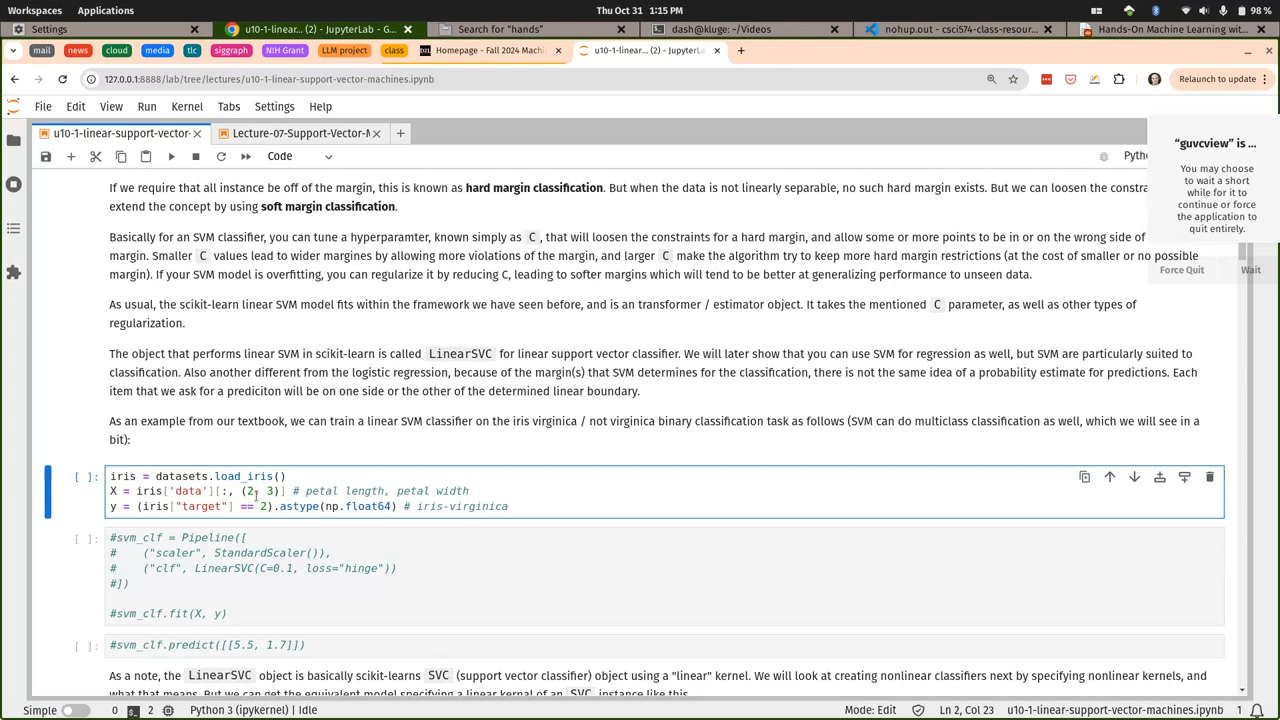 Workspaces Applications Thu Oct 31 1:15 PM 98 %
Settings × u10-1-linear... (2) - JupyterLab - G... × Search for “hands” × dash@kluge: ~/Videos × nohup.out - csci574-class-resour... × Hands-On Machine Learning wit... ×
mail news cloud media tlc siggraph NIH Grant LLM project class Homepage - Fall 2024 Machin... × u10-1-linear... (2) - JupyterL... × +
127.0.0.1:8888/lab/tree/lectures/u10-1-linear-support-vector-machines.ipynb Relaunch to update
File Edit View Run Kernel Tabs Settings Help
u10-1-linear-support-vector- × Lecture-07-Support-Vector-M × +
Code Pyth
“guvcview” is ...
You may choose
to wait a short
while for it to
continue or force
the application to
quit entirely.
Force Quit Wait
If we require that all instance be off of the margin, this is known as hard margin classification. But when the data is not linearly separable, no such hard margin exists. But we can loosen the constra
extend the concept by using soft margin classification.
Basically for an SVM classifier, you can tune a hyperparamter, known simply as C , that will loosen the constraints for a hard margin, and allow some or more points to be in or on the wrong side of
margin. Smaller C values lead to wider margins by allowing more violations of the margin, and larger C make the algorithm try to keep more hard margin restrictions (at the cost of smaller or no possible
margin). If your SVM model is overfitting, you can regularize it by reducing C, leading to softer margins which will tend to be better at generalizing performance to unseen data.
As usual, the scikit-learn linear SVM model fits within the framework we have seen before, and is an transformer / estimator object. It takes the mentioned C parameter, as well as other types of
regularization.
The object that performs linear SVM in scikit-learn is called LinearSVC for linear support vector classifier. We will later show that you can use SVM for regression as well, but SVM are particularly suited to
classification. Also another different from the logistic regression, because of the margin(s) that SVM determines for the classification, there is not the same idea of a probability estimate for predictions. Each
item that we ask for a prediciton will be on one side or the other of the determined linear boundary.
As an example from our textbook, we can train a linear SVM classifier on the iris virginica / not virginica binary classification task as follows (SVM can do multiclass classification as well, which we will see in a
bit):
[ ]: iris = datasets.load_iris()
X = iris['data'][:, (2, 3)] # petal length, petal width
y = (iris["target"] == 2).astype(np.float64) # iris-virginica
[ ]: #svm_clf = Pipeline([
# ("scaler", StandardScaler()),
# ("clf", LinearSVC(C=0.1, loss="hinge"))
#])
#svm_clf.fit(X, y)
[ ]: #svm_clf.predict([[5.5, 1.7]])
As a note, the LinearSVC object is basically scikit-learns SVC (support vector classifier) object using a "linear" kernel. We will look at creating nonlinear classifiers next by specifying nonlinear kernels, and
what that means. But we can get the equivalent model specifying a linear kernal of an SVC instance like this
Simple 0 2 Python 3 (ipykernel) | Idle Mode: Edit Ln 2, Col 23 u10-1-linear-support-vector-machines.ipynb 1